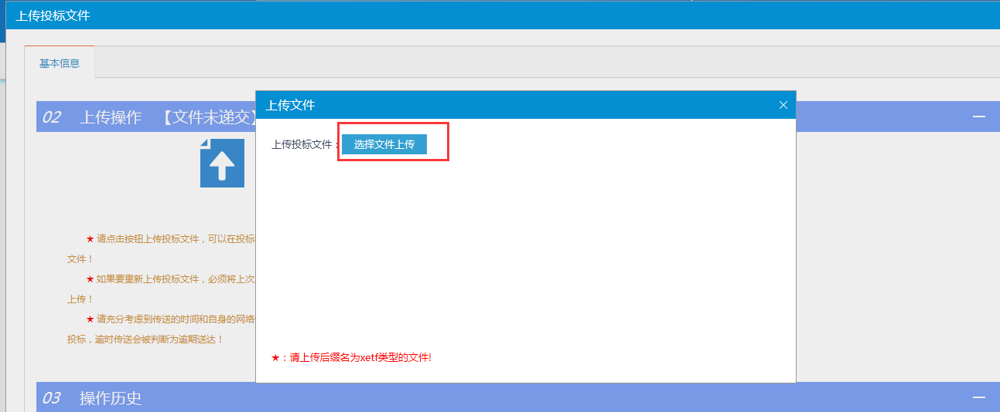 上传投标文件
基本信息
02 上传操作 【文件未递交】
★ 请点击按钮上传投标文件，可以在投标
文件！
★ 如果要重新上传投标文件，必须将上次
上传！
★ 请充分考虑到传送的时间和自身的网络
投标，逾时传送会被判断为逾期送达！
上传文件
上传投标文件：
选择文件上传
★：请上传后缀名为xetf类型的文件!
03 操作历史